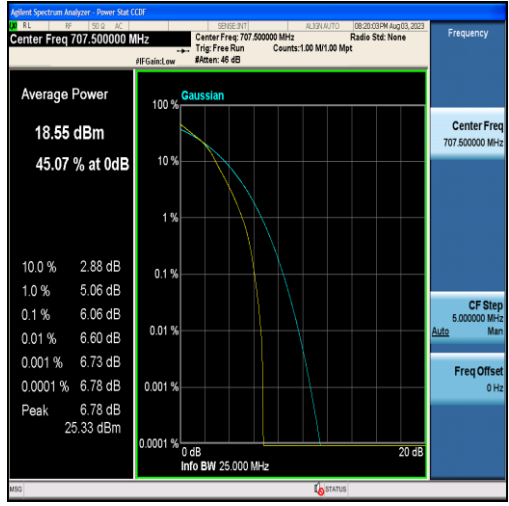 Agilent Spectrum Analyzer - Power Stat CCDF
RL RF 50 Ω AC SENSE:INT ALIGN AUTO 08:20:03 PM Aug 03, 2023
Center Freq 707.500000 MHz
Center Freq: 707.500000 MHz Radio Std: None
Trig: Free Run Counts:1.00 M/1.00 Mpt
#IFGain:Low #Atten: 46 dB
Frequency
Average Power
18.55 dBm
45.07 % at 0dB
10.0 % 2.88 dB
1.0 % 5.06 dB
0.1 % 6.06 dB
0.01 % 6.60 dB
0.001 % 6.73 dB
0.0001 % 6.78 dB
Peak 6.78 dB
25.33 dBm
Gaussian
100 %
10 %
1 %
0.1 %
0.01 %
0.001 %
0.0001 %
0 dB 20 dB
Info BW 25.000 MHz
Center Freq
707.500000 MHz
CF Step
5.000000 MHz
Auto Man
Freq Offset
0 Hz
MSG STATUS